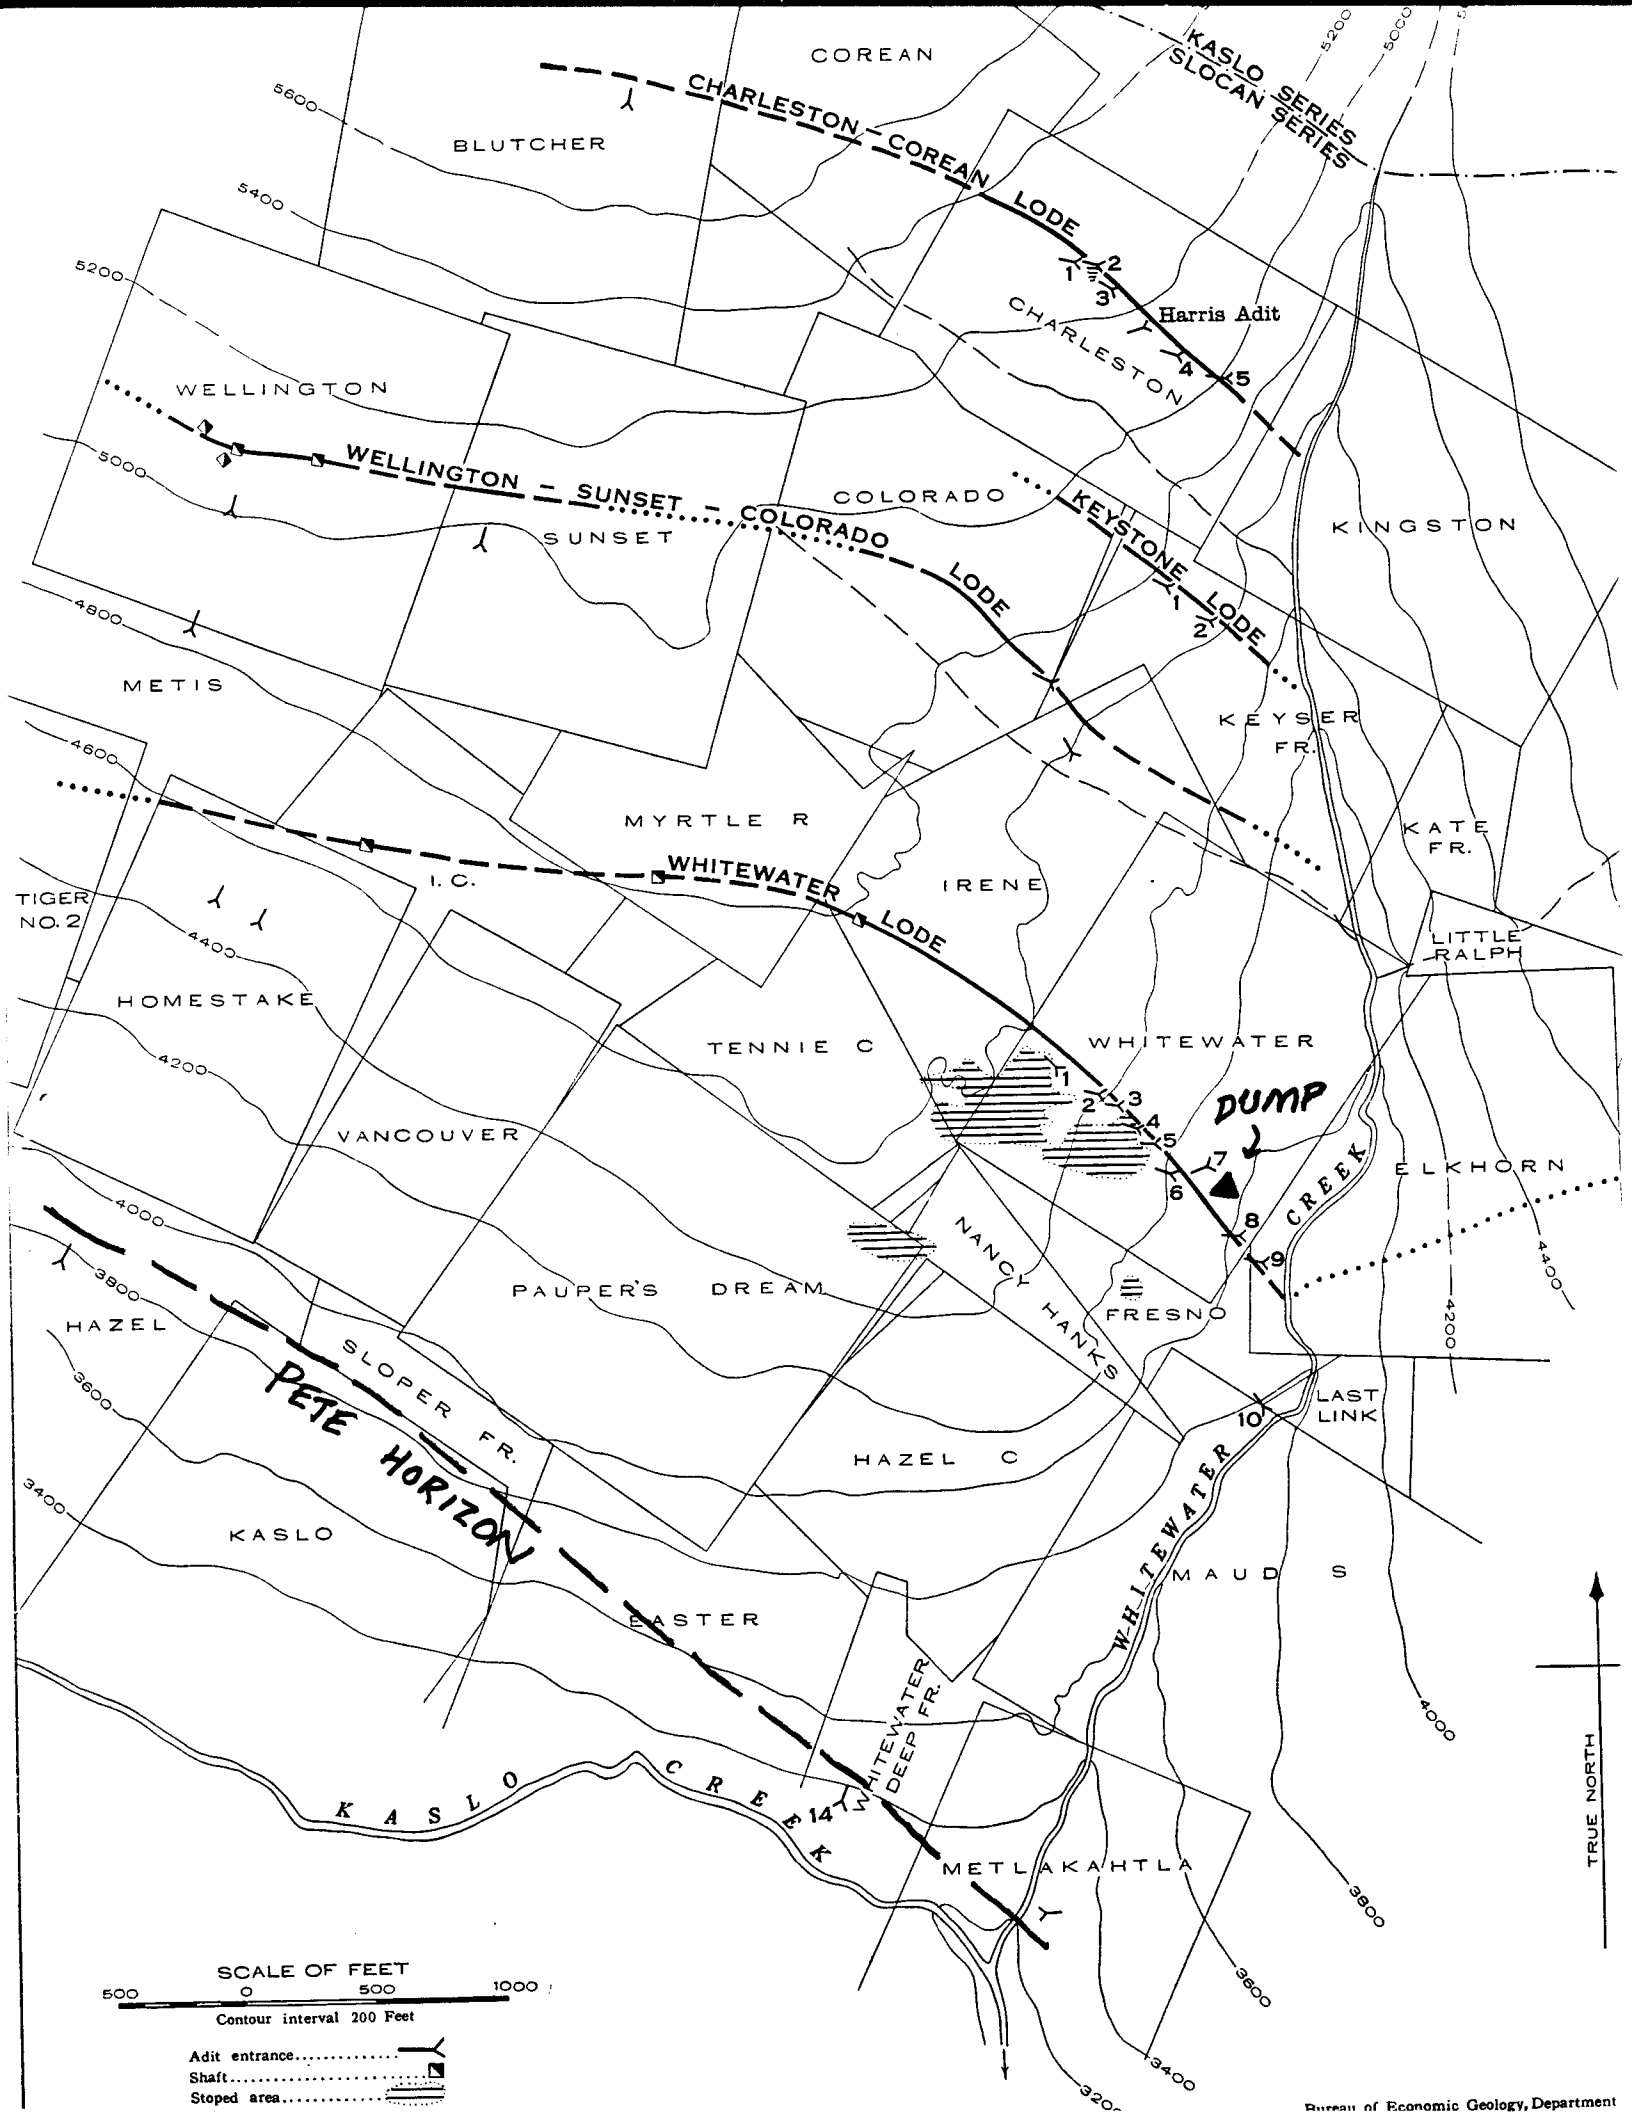 COREAN
5200
5000
KASLO SERIES
SLOCAN SERIES
CHARLESTON – COREAN LODE
5600
BLUTCHER
5400
1
2
3
Harris Adit
CHARLESTON
4
5
5200
WELLINGTON
WELLINGTON – SUNSET – COLORADO LODE
5000
SUNSET
COLORADO
KEYSTONE LODE
1
2
KINGSTON
4800
METIS
4600
KEYSER
FR.
MYRTLE R
KATE
FR.
I. C.
WHITEWATER LODE
IRENE
TIGER
NO. 2
4400
LITTLE
RALPH
HOMESTAKE
TENNIE C
WHITEWATER
4200
1
2
3
4
5
6
7
8
9
DUMP
VANCOUVER
ELKHORN
4000
3800
NANCY HANKS
4400
4200
HAZEL
PAUPER'S DREAM
FRESNO
SLOPER FR.
PETE HORIZON
3600
LAST
LINK
10
HAZEL C
3400
KASLO
WHITEWATER CREEK
MAUD S
EASTER
WHITEWATER
DEEP FR.
4000
KASLO CREEK
14
METLAKAHTLA
TRUE NORTH
3800
3600
3400
SCALE OF FEET
500 0 500 1000
Contour interval 200 Feet
Adit entrance
Shaft
Stoped area
Bureau of Economic Geology, Department